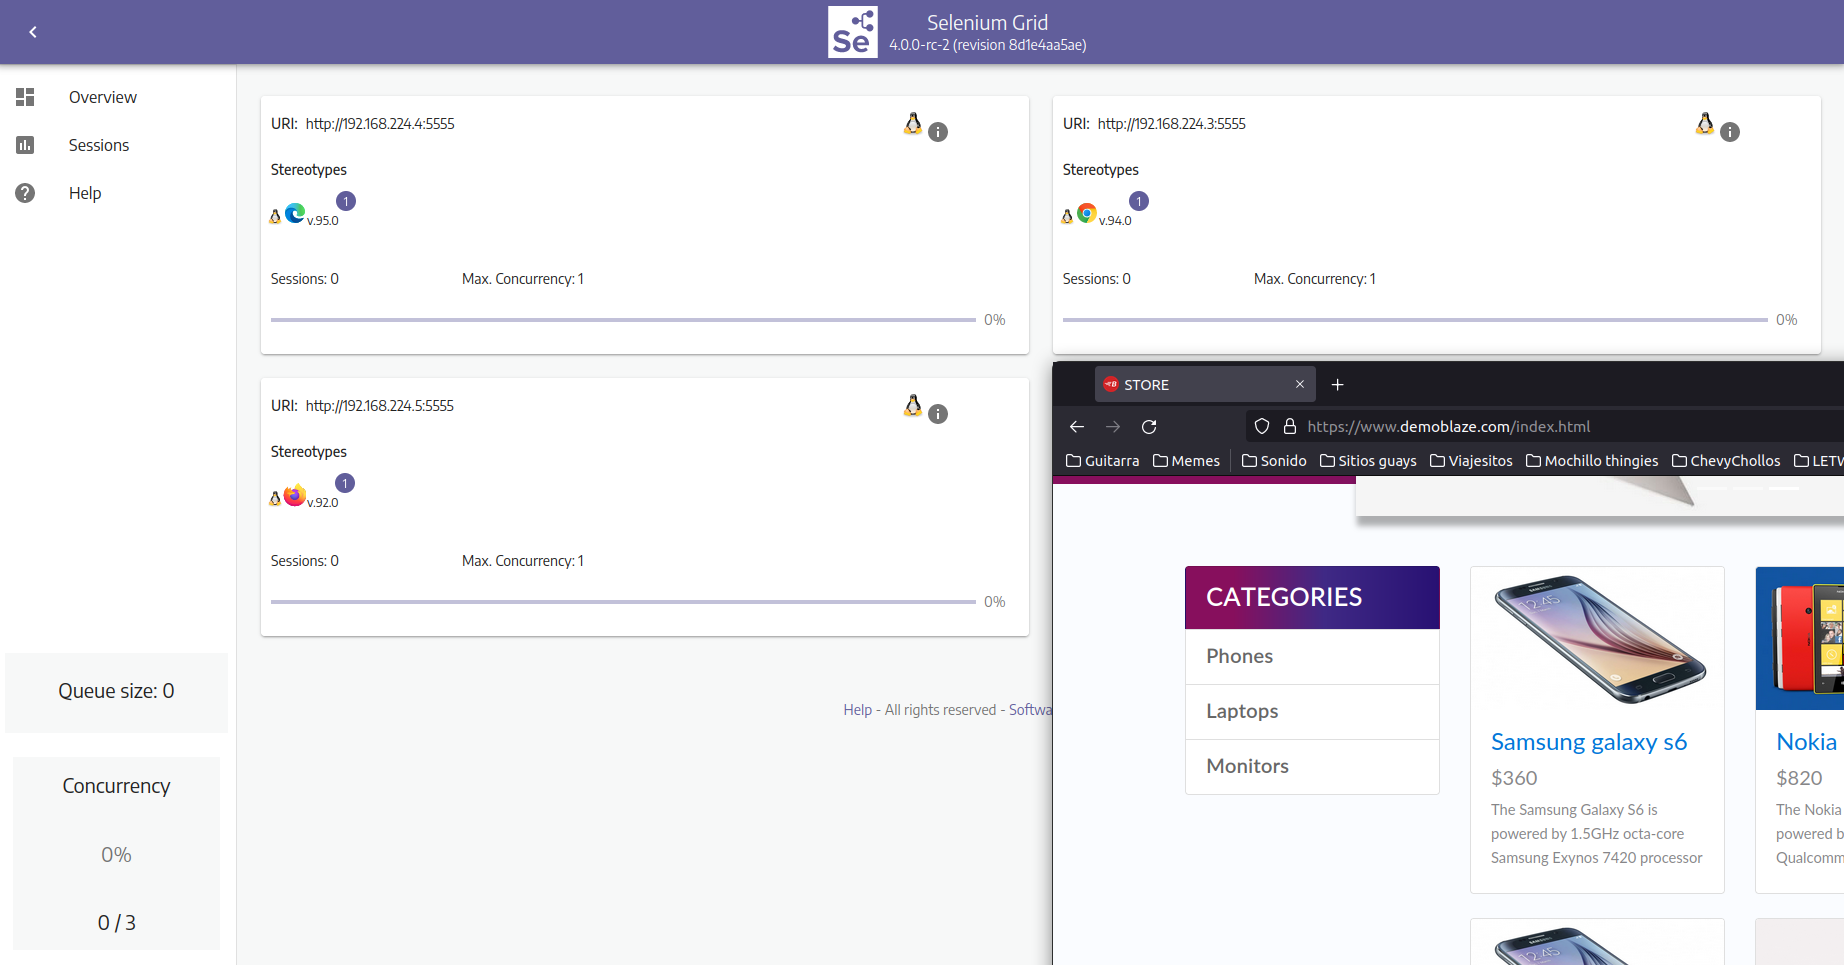 Se
Selenium Grid
4.0.0-rc-2 (revision 8d1e4aa5ae)
Overview
Sessions
Help
Queue size: 0
Concurrency
0%
0 / 3
URI: http://192.168.224.4:5555
Stereotypes
v.95.0 1
Sessions: 0 Max. Concurrency: 1
0%
URI: http://192.168.224.3:5555
Stereotypes
v.94.0 1
Sessions: 0 Max. Concurrency: 1
0%
URI: http://192.168.224.5:5555
Stereotypes
v.92.0 1
Sessions: 0 Max. Concurrency: 1
0%
Help - All rights reserved - Softwa
STORE
https://www.demoblaze.com/index.html
Guitarra Memes Sonido Sitios guays Viajesitos Mochillo thingies ChevyChollos LETV
CATEGORIES
Phones
Laptops
Monitors
12:45
Samsung galaxy s6
$360
The Samsung Galaxy S6 is
powered by 1.5GHz octa-core
Samsung Exynos 7420 processor
Nokia
$820
The Nokia
powered b
Qualcomm
12:45